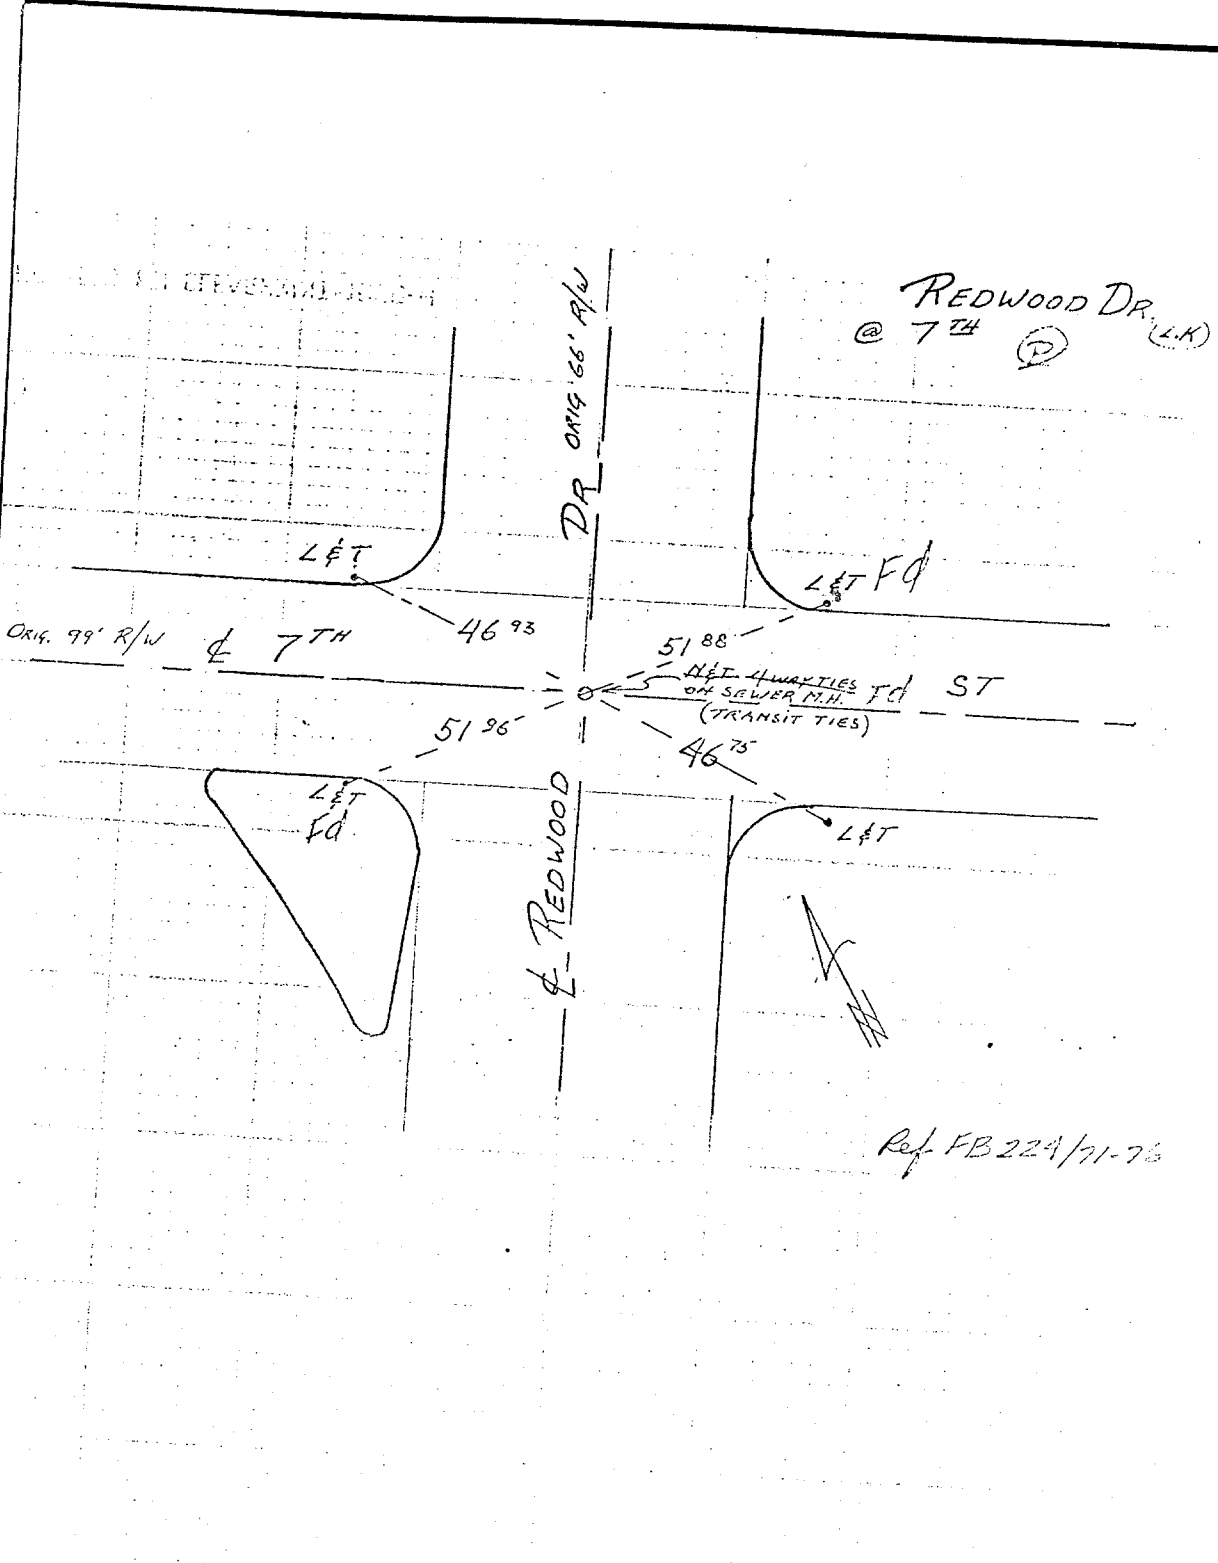 REDWOOD DR.
@ 7TH P (L.K)
DR ORIG 66' R/W
L&T
L&T Fd
ORIG. 99' R/W ℄ 7TH
46 93
51 88
N&T 4 WAY TIES
ON SEWER M.H. Fd
(TRANSIT TIES)
ST
51 96
46 75
L&T
Fd
L&T
℄ REDWOOD
Ref FB 224/71-76